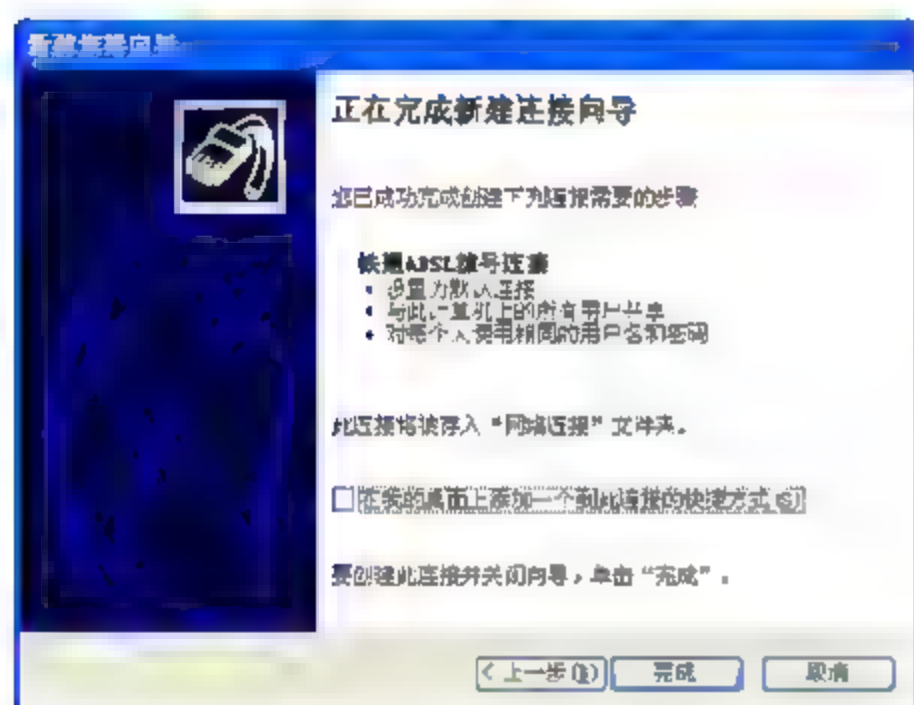 新建连接向导
正在完成新建连接向导
您已成功完成创建下列连接需要的步骤
ADSL拨号连接
• 设置为默认连接
• 与此计算机上的所有用户共享
• 对每个人使用相同的用户名和密码
此连接将被存入“网络连接”文件夹。
在我的桌面上添加一个到此连接的快捷方式(S)
要创建此连接并关闭向导，单击“完成”。
<上一步(B)
完成
取消